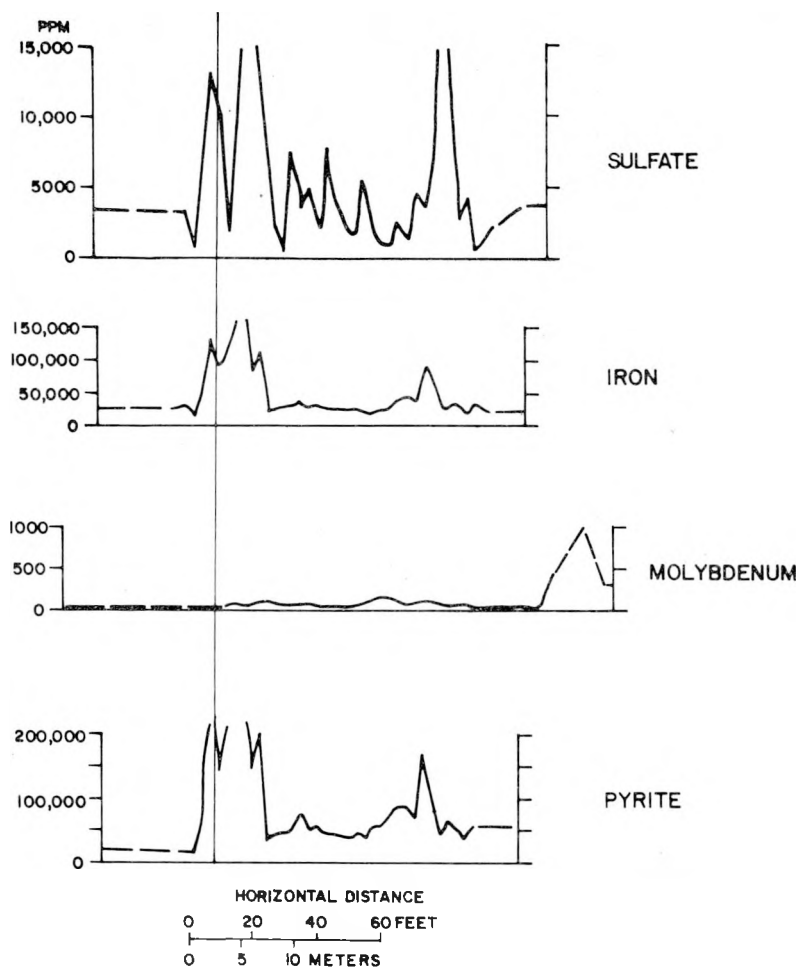 PPM
15,000
10,000
5000
0
SULFATE
150,000
100,000
50,000
0
IRON
1000
500
0
MOLYBDENUM
200,000
100,000
0
PYRITE
HORIZONTAL DISTANCE
0 20 40 60 FEET
0 5 10 METERS